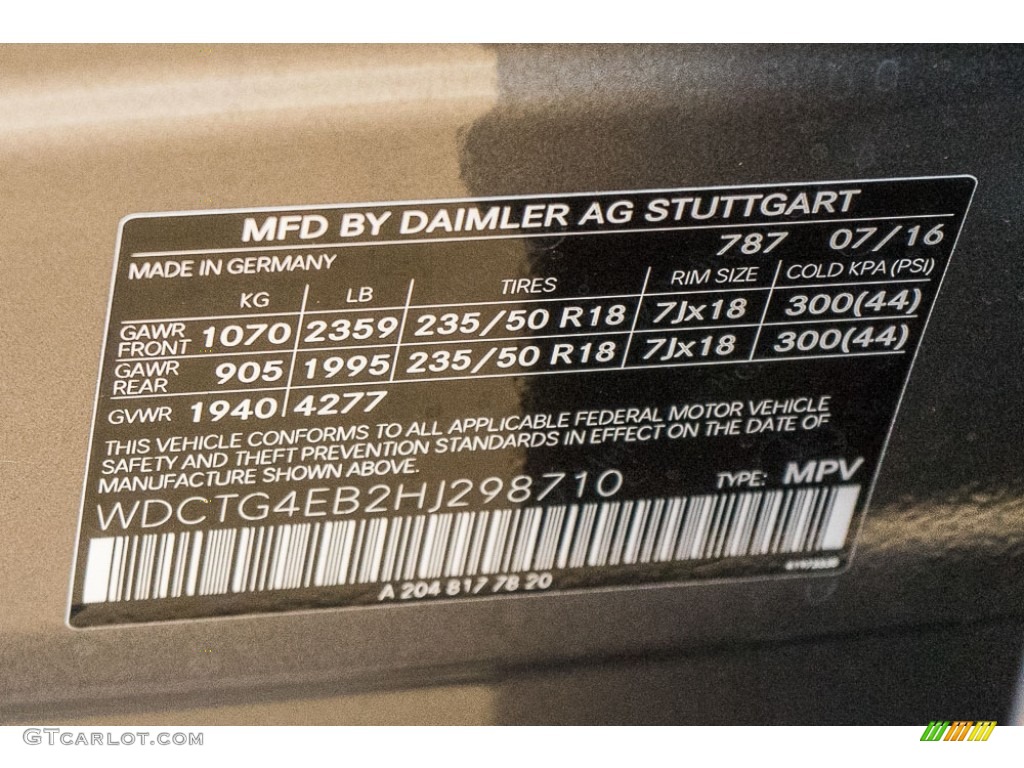 MFD BY DAIMLER AG STUTTGART
MADE IN GERMANY 787 07/16
KG LB TIRES RIM SIZE COLD KPA (PSI)
GAWR FRONT 1070 2359 235/50 R18 7Jx18 300(44)
GAWR REAR 905 1995 235/50 R18 7Jx18 300(44)
GVWR 1940 4277
THIS VEHICLE CONFORMS TO ALL APPLICABLE FEDERAL MOTOR VEHICLE
SAFETY AND THEFT PREVENTION STANDARDS IN EFFECT ON THE DATE OF
MANUFACTURE SHOWN ABOVE.
WDCTG4EB2HJ298710 TYPE: MPV
A 204 817 78 20
GTCARLOT.COM